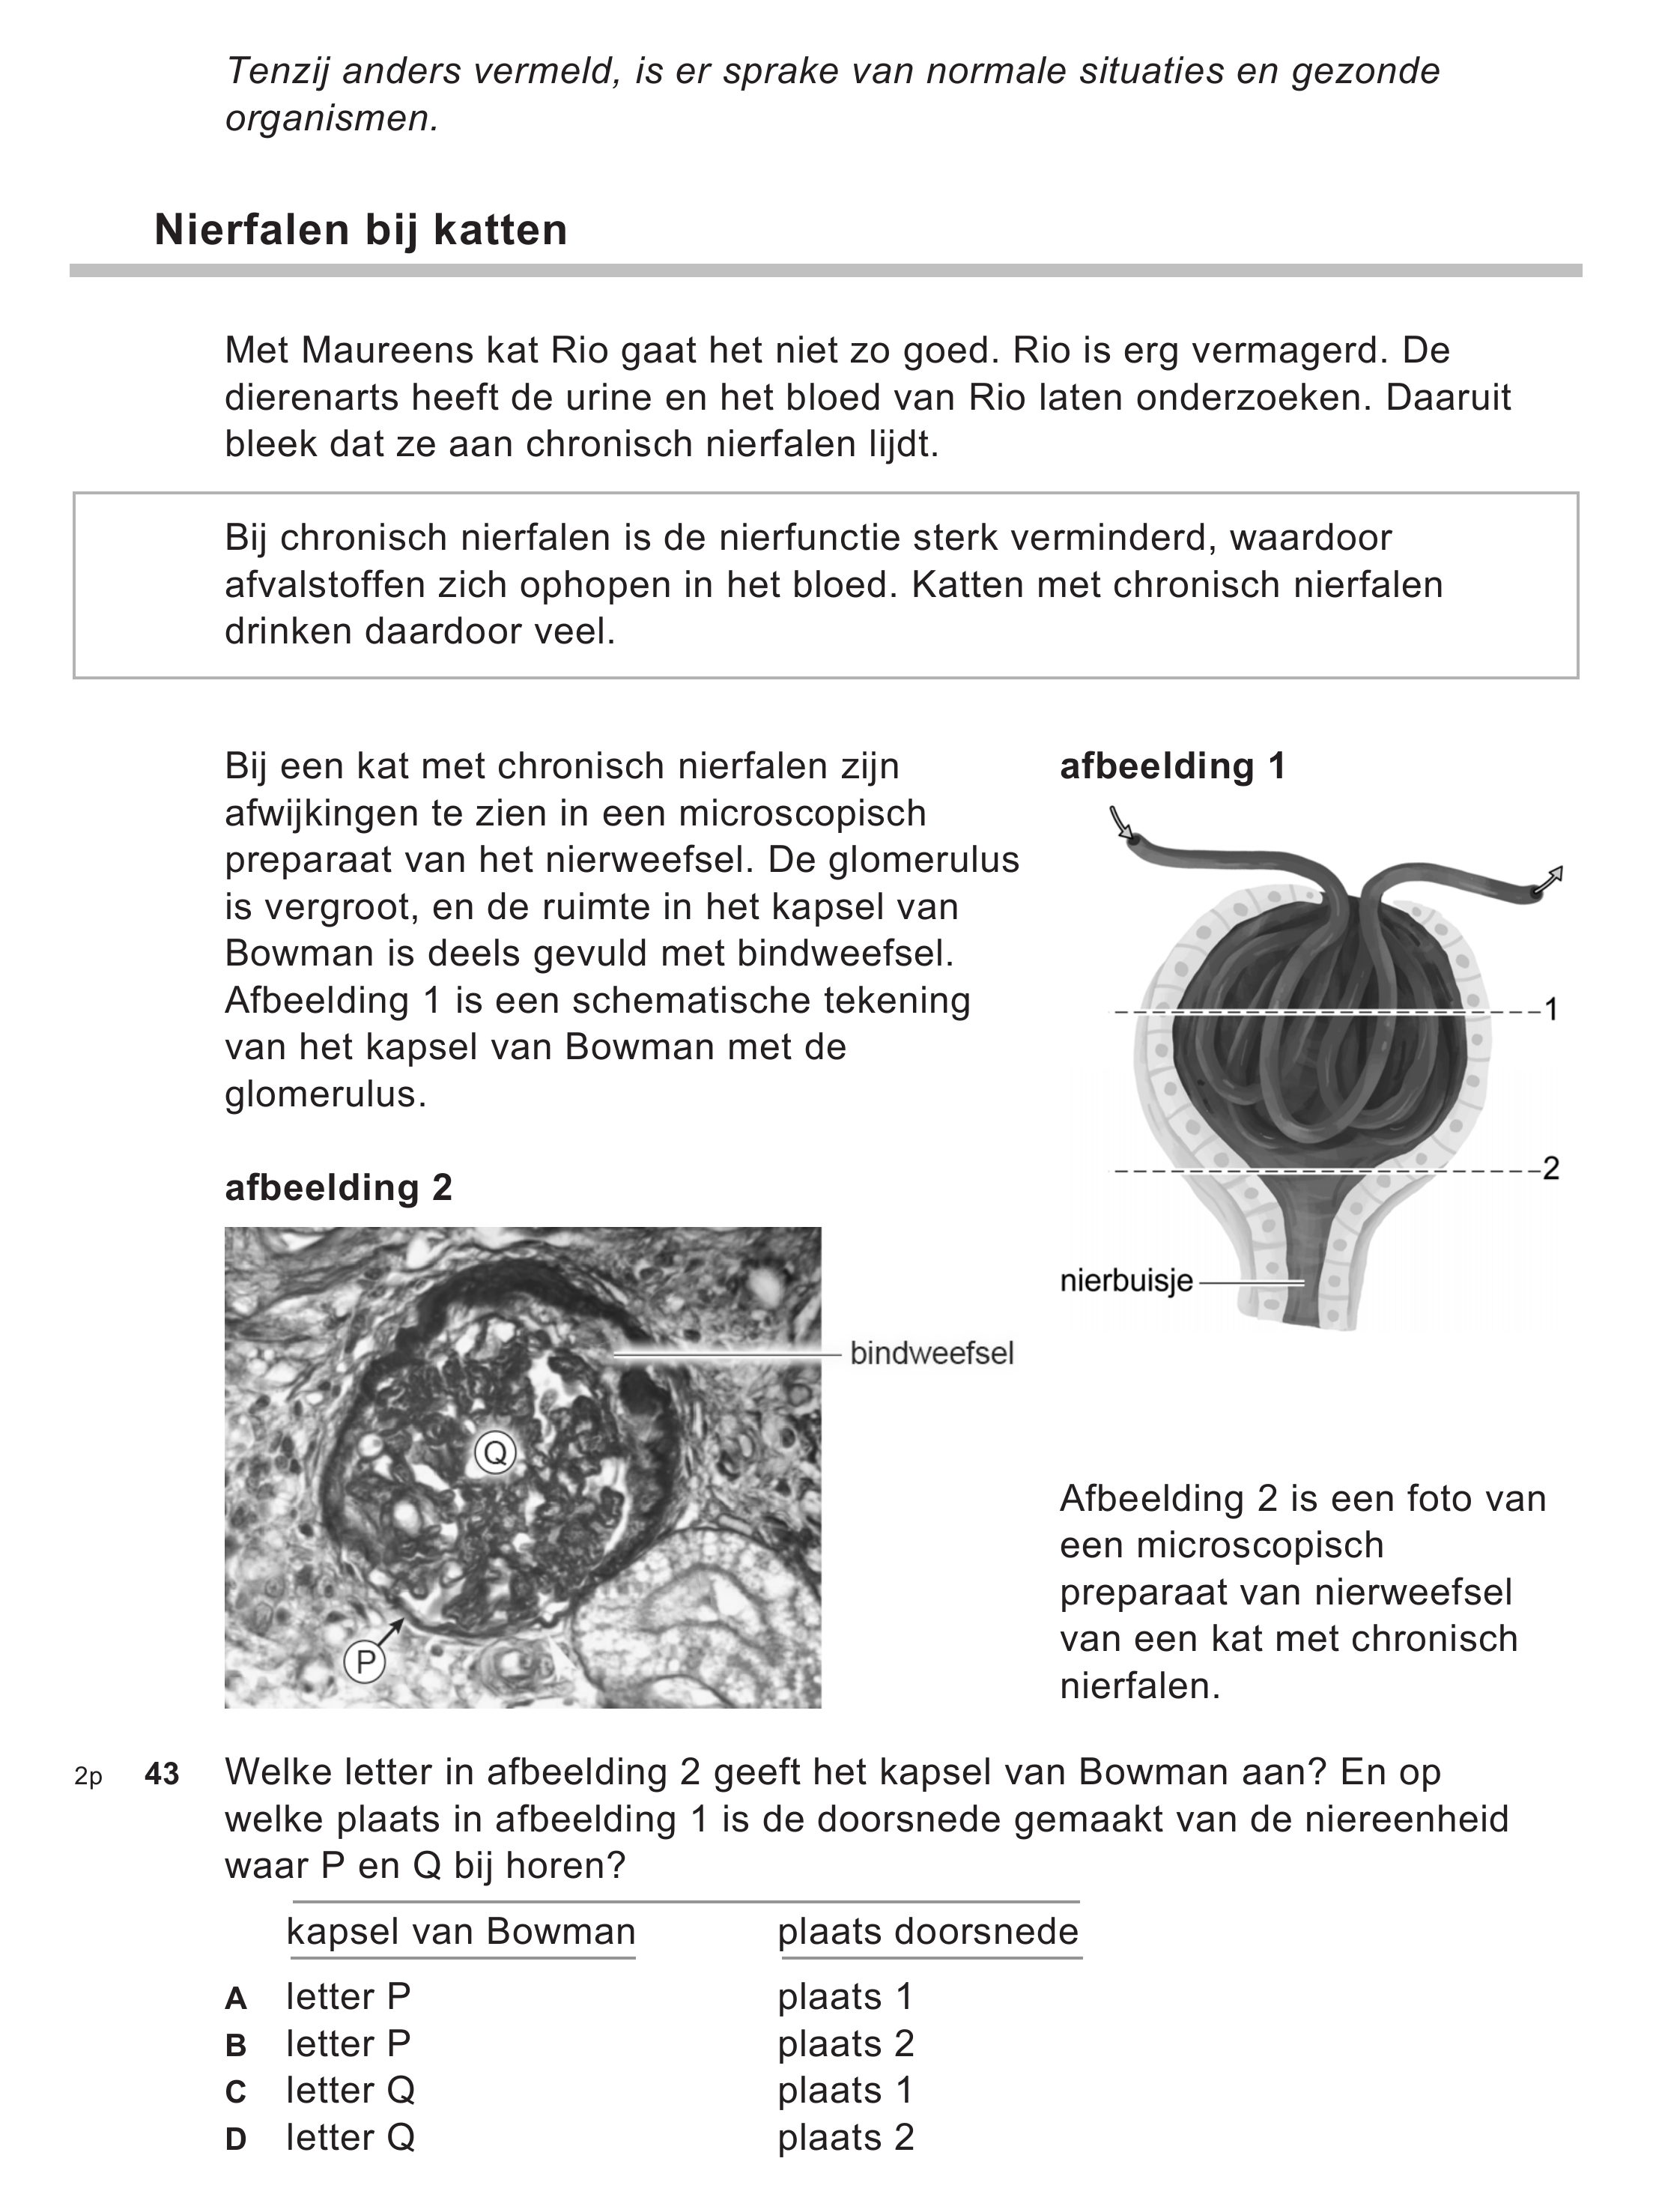 Tenzij anders vermeld, is er sprake van normale situaties en gezonde
organismen.
Nierfalen bij katten
Met Maureens kat Rio gaat het niet zo goed. Rio is erg vermagerd. De
dierenarts heeft de urine en het bloed van Rio laten onderzoeken. Daaruit
bleek dat ze aan chronisch nierfalen lijdt.
Bij chronisch nierfalen is de nierfunctie sterk verminderd, waardoor
afvalstoffen zich ophopen in het bloed. Katten met chronisch nierfalen
drinken daardoor veel.
Bij een kat met chronisch nierfalen zijn
afwijkingen te zien in een microscopisch
preparaat van het nierweefsel. De glomerulus
is vergroot, en de ruimte in het kapsel van
Bowman is deels gevuld met bindweefsel.
Afbeelding 1 is een schematische tekening
van het kapsel van Bowman met de
glomerulus.
afbeelding 1
1
2
nierbuisje
afbeelding 2
bindweefsel
Q
P
Afbeelding 2 is een foto van
een microscopisch
preparaat van nierweefsel
van een kat met chronisch
nierfalen.
2p 43 Welke letter in afbeelding 2 geeft het kapsel van Bowman aan? En op
welke plaats in afbeelding 1 is de doorsnede gemaakt van de niereenheid
waar P en Q bij horen?
kapsel van Bowman plaats doorsnede
A letter P plaats 1
B letter P plaats 2
C letter Q plaats 1
D letter Q plaats 2